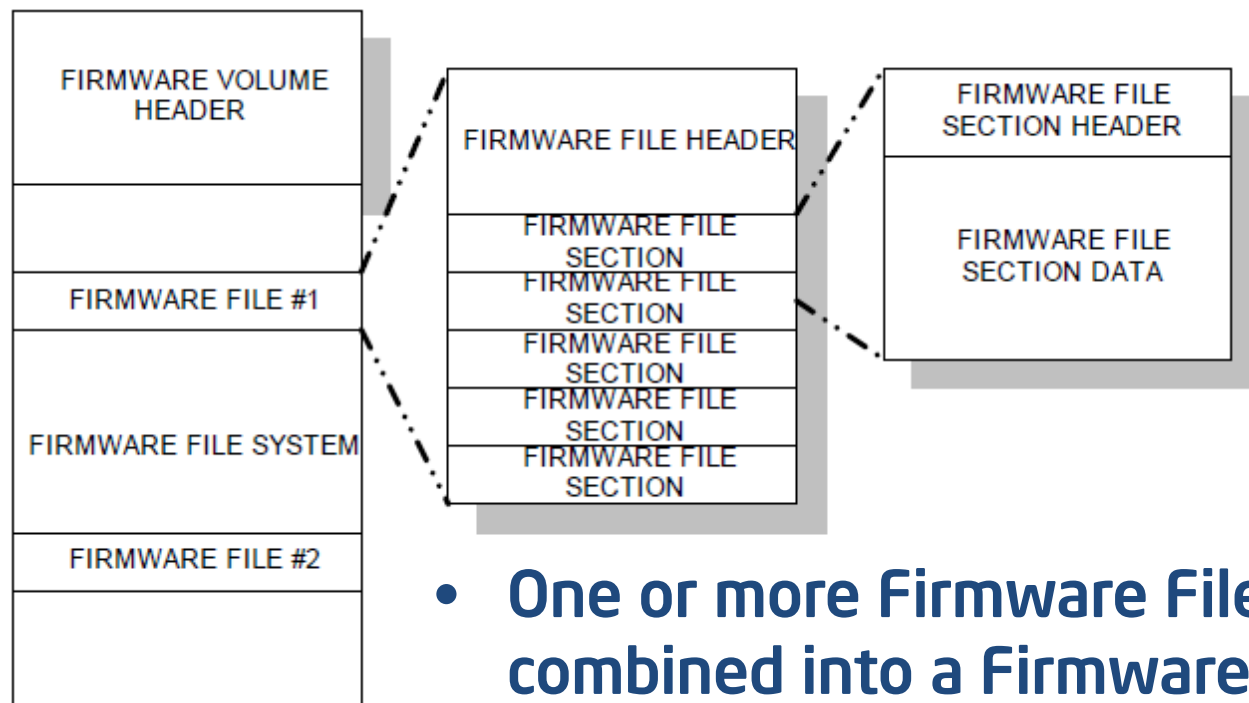 FIRMWARE VOLUME
HEADER
FIRMWARE FILE #1
FIRMWARE FILE SYSTEM
FIRMWARE FILE #2
FIRMWARE FILE HEADER
FIRMWARE FILE
SECTION
FIRMWARE FILE
SECTION
FIRMWARE FILE
SECTION
FIRMWARE FILE
SECTION
FIRMWARE FILE
SECTION
FIRMWARE FILE
SECTION HEADER
FIRMWARE FILE
SECTION DATA
• One or more Firmware File
combined into a Firmware